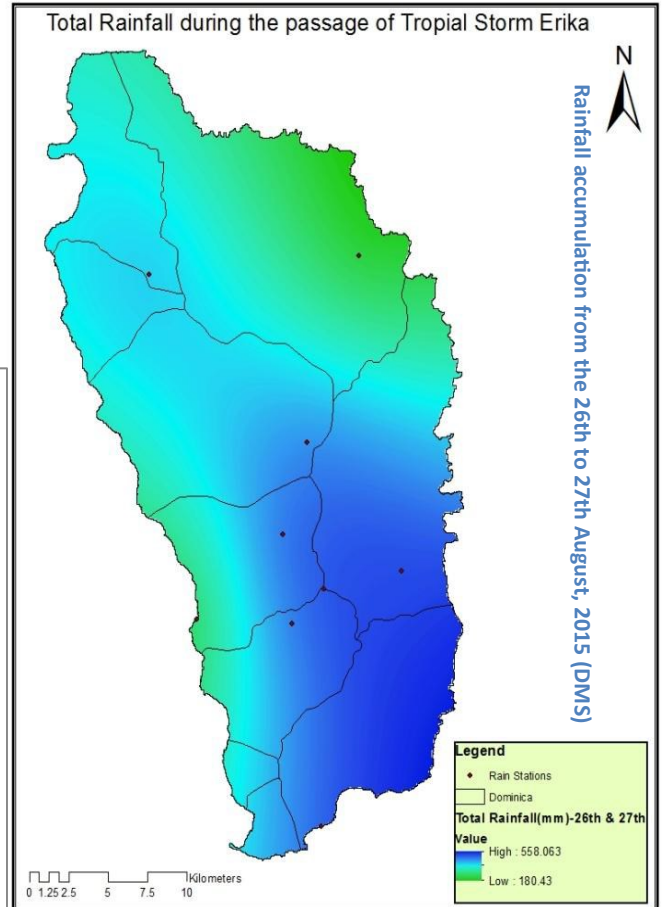 Total Rainfall during the passage of Tropial Storm Erika
N
Rainfall accumulation from the 26th to 27th August, 2015 (DMS)
Legend
Rain Stations
Dominica
Total Rainfall(mm)-26th & 27th
Value
High : 558.063
Low : 180.43
Kilometers
0 1.25 2.5 5 7.5 10